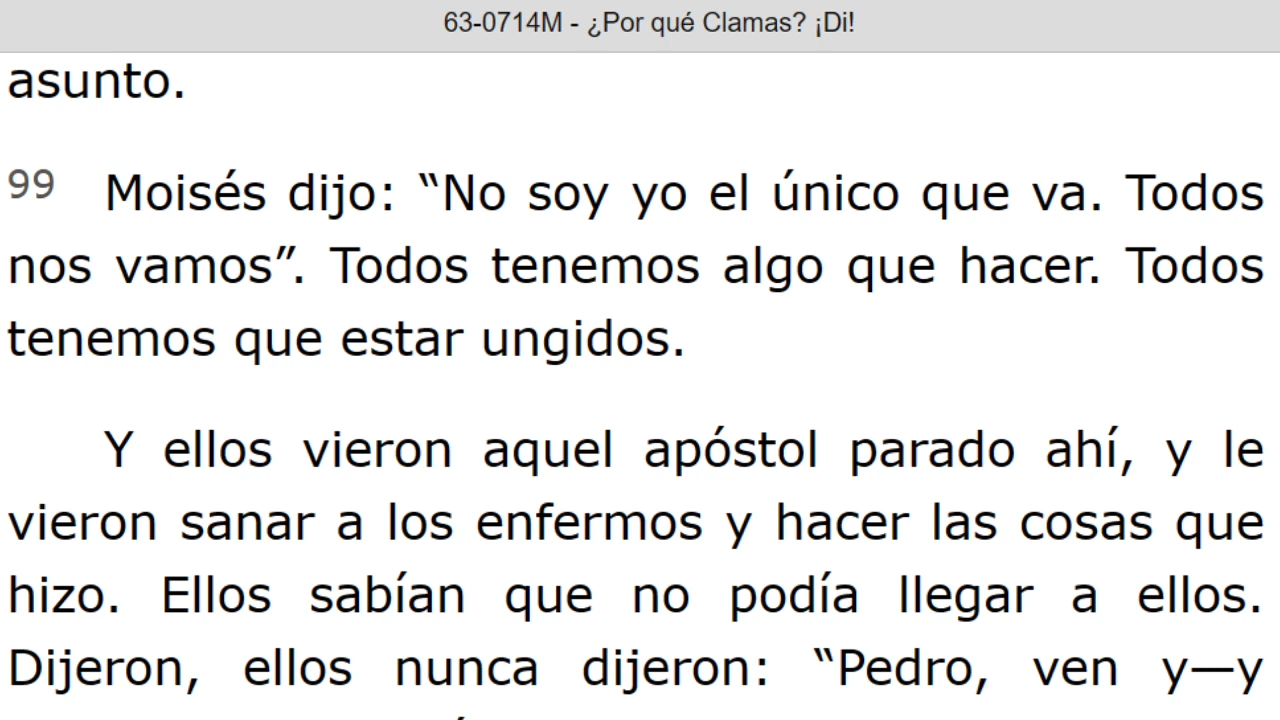 63-0714M - ¿Por qué Clamas? ¡Di!
asunto.
99 Moisés dijo: “No soy yo el único que va. Todos
nos vamos”. Todos tenemos algo que hacer. Todos
tenemos que estar ungidos.
Y ellos vieron aquel apóstol parado ahí, y le
vieron sanar a los enfermos y hacer las cosas que
hizo. Ellos sabían que no podía llegar a ellos.
Dijeron, ellos nunca dijeron: “Pedro, ven y—y